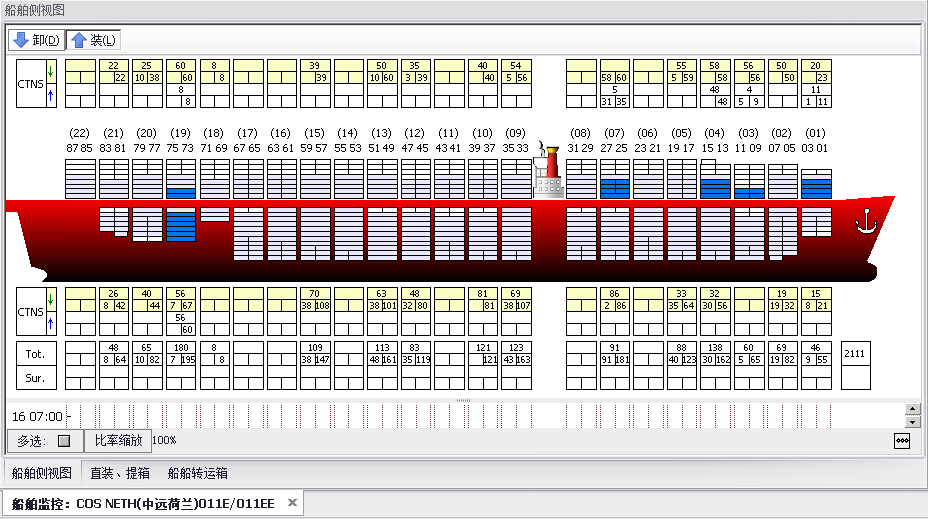 船舶侧视图
卸(D) 装(L)
22 25 60 8 39 50 35 40 54 55 58 56 20
CTNS 22 10 38 60 8 39 10 60 3 39 40 5 56 58 60 5 59 58 56 50 50 23
8 5 48 4 11
8 31 35 48 5 9 1 11
(22) (21) (20) (19) (18) (17) (16) (15) (14) (13) (12) (11) (10) (09) (08) (07) (06) (05) (04) (03) (02) (01)
87 85 83 81 79 77 75 73 71 69 67 65 63 61 59 57 55 53 51 49 47 45 43 41 39 37 35 33 31 29 27 25 23 21 19 17 15 13 11 09 07 05 03 01
26 40 56 70 63 48 81 69 86 33 32 19 15
CTNS 8 42 44 7 67 38 108 38 101 32 80 81 38 107 2 86 35 64 30 56 19 32 8 21
56
60
Tot. 48 65 180 8 109 113 83 121 123 91 88 138 60 69 46 2111
8 64 10 82 7 195 8 38 147 48 161 35 119 121 43 163 91 181 40 123 30 162 5 65 19 82 9 55
Sur.
16 07:00
多选: 比率缩放 100%
船舶侧视图 直装、提箱 船舶转运箱
船舶监控: COS NETH(中远荷兰)011E/011EE